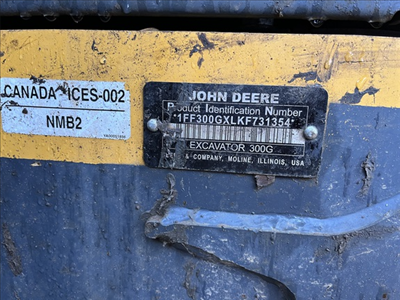 CANADA ICES-002
NMB2
JOHN DEERE
Product Identification Number
*1FF300GXLKF731354*
EXCAVATOR 300G
& COMPANY, MOLINE, ILLINOIS, USA